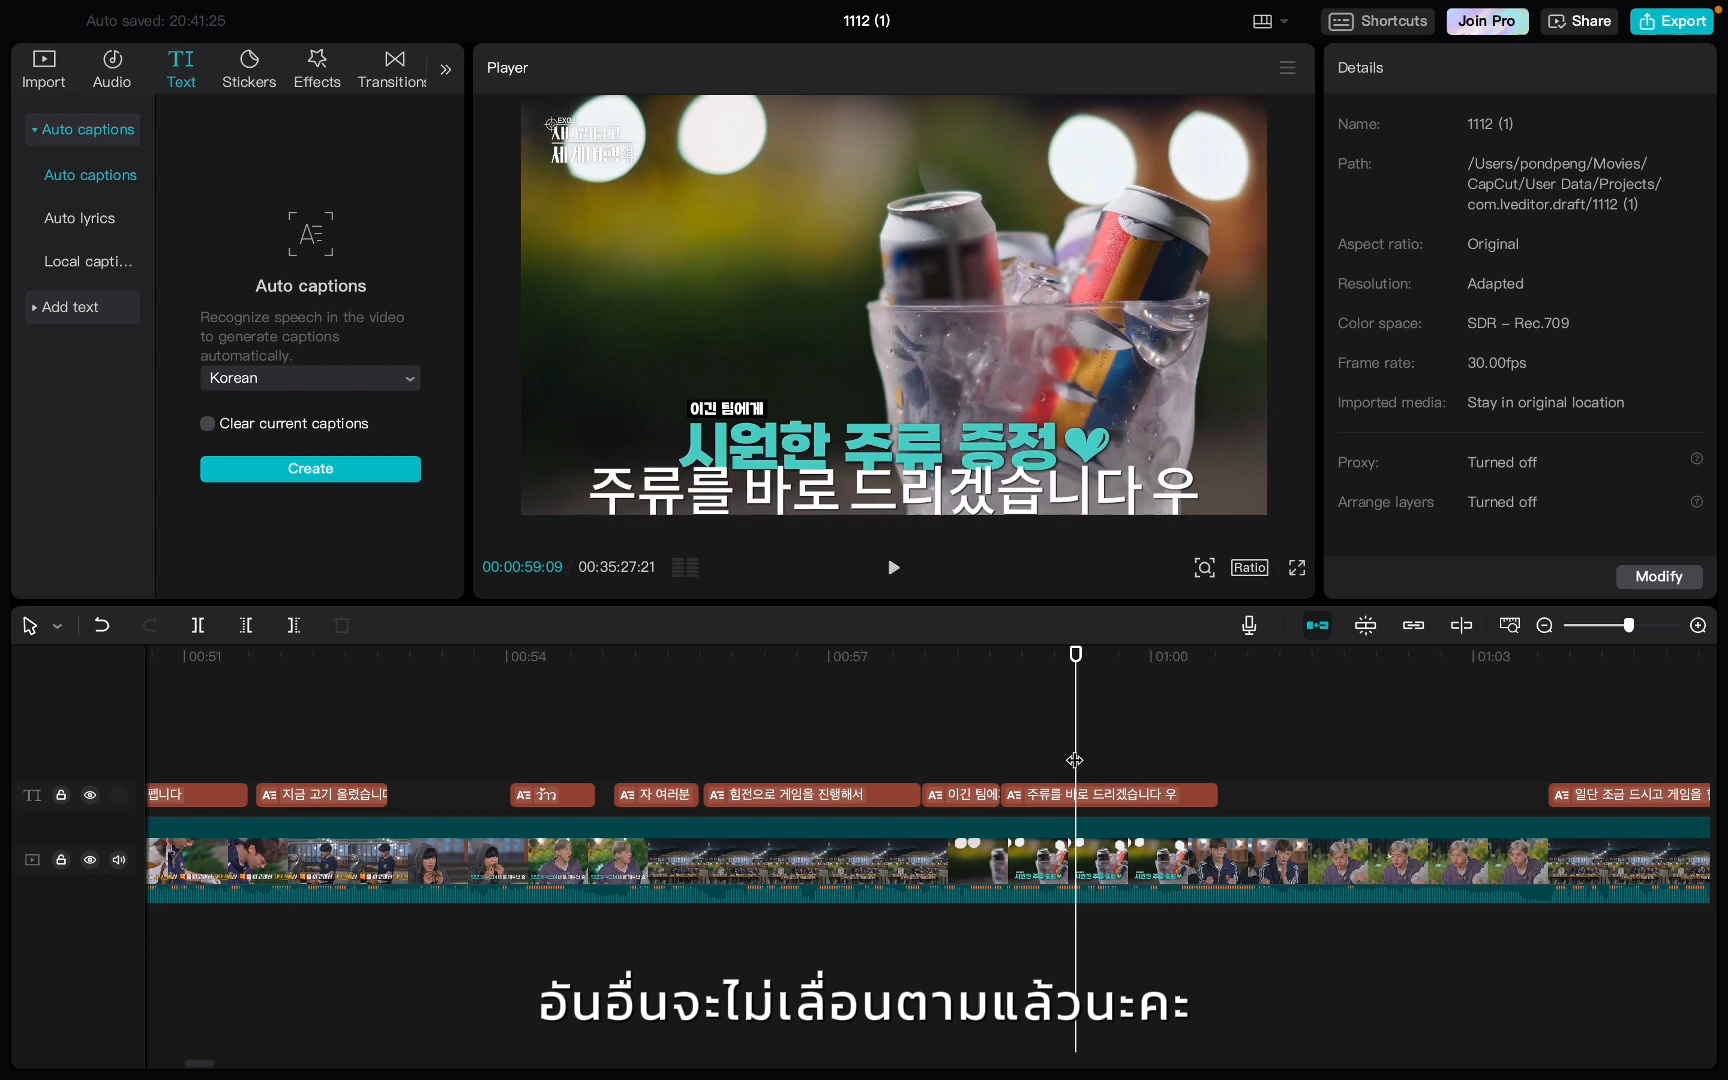 Auto saved: 20:41:25
1112 (1)
Shortcuts
Join Pro
Share
Export
Import
Audio
TI
Text
Stickers
Effects
Transitions
Auto captions
Auto captions
Auto lyrics
Local capti...
Add text
Auto captions
Recognize speech in the video
to generate captions
automatically.
Korean
Clear current captions
Create
Player
이긴 팀에게
시원한 주류 증정
주류를 바로 드리겠습니다 우
00:00:59:09
00:35:27:21
Ratio
Details
Name:
1112 (1)
Path:
/Users/pondpeng/Movies/
CapCut/User Data/Projects/
com.lveditor.draft/1112 (1)
Aspect ratio:
Original
Resolution:
Adapted
Color space:
SDR – Rec.709
Frame rate:
30.00fps
Imported media:
Stay in original location
Proxy:
Turned off
Arrange layers
Turned off
Modify
00:51
00:54
00:57
01:00
01:03
TI
지금 고기 올렸습니
ว้าว
자 여러분
힘전으로 게임을 진행해서
이긴 팀에
주류를 바로 드리겠습니다 우
일단 조금 드시고 게임을
อันอื่นจะไม่เลื่อนตามแล้วนะคะ